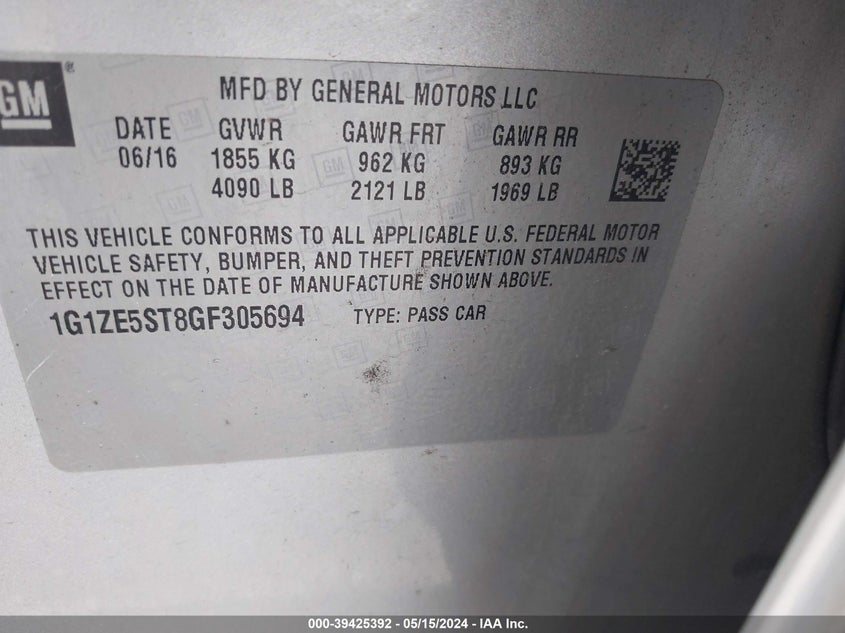 GM®
MFD BY GENERAL MOTORS LLC
DATE GVWR GAWR FRT GAWR RR
06/16 1855 KG 962 KG 893 KG
4090 LB 2121 LB 1969 LB
THIS VEHICLE CONFORMS TO ALL APPLICABLE U.S. FEDERAL MOTOR
VEHICLE SAFETY, BUMPER, AND THEFT PREVENTION STANDARDS IN
EFFECT ON THE DATE OF MANUFACTURE SHOWN ABOVE.
1G1ZE5ST8GF305694 TYPE: PASS CAR
000-39425392 - 05/15/2024 - IAA Inc.